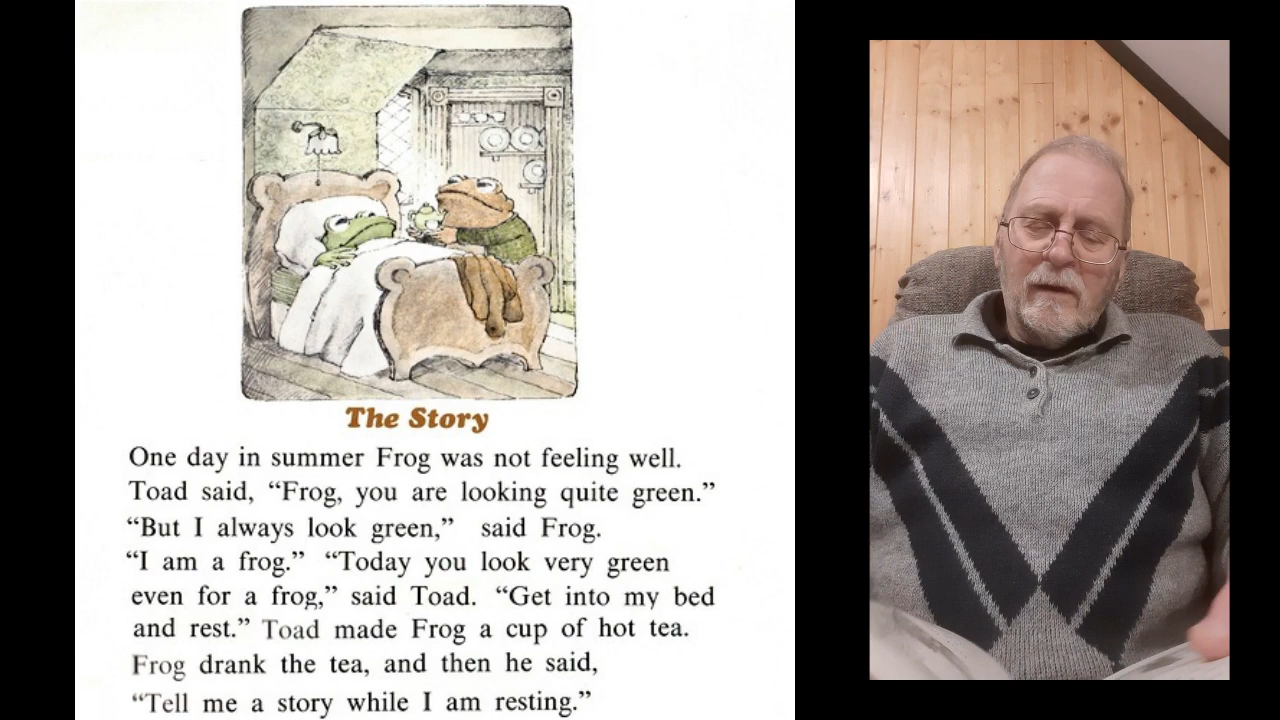 The Story
One day in summer Frog was not feeling well.
Toad said, “Frog, you are looking quite green.”
“But I always look green,” said Frog.
“I am a frog.” “Today you look very green
even for a frog,” said Toad. “Get into my bed
and rest.” Toad made Frog a cup of hot tea.
Frog drank the tea, and then he said,
“Tell me a story while I am resting.”